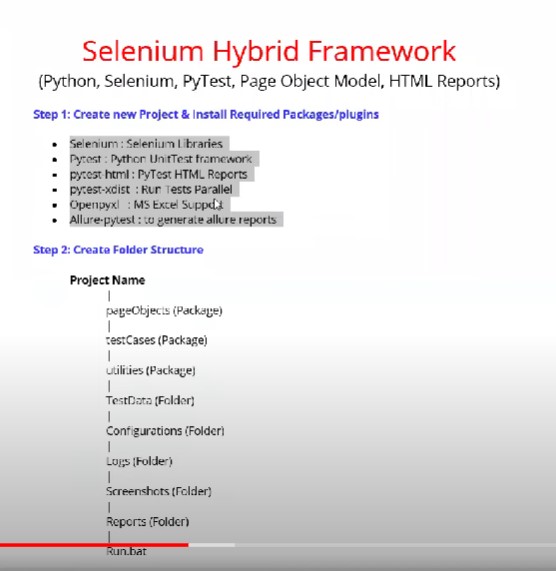 Selenium Hybrid Framework
(Python, Selenium, PyTest, Page Object Model, HTML Reports)
Step 1: Create new Project & Install Required Packages/plugins
• Selenium : Selenium Libraries
• Pytest : Python UnitTest framework
• pytest-html : PyTest HTML Reports
• pytest-xdist : Run Tests Parallel
• Openpyxl : MS Excel Support
• Allure-pytest : to generate allure reports
Step 2: Create Folder Structure
Project Name
|
pageObjects (Package)
|
testCases (Package)
|
utilities (Package)
|
TestData (Folder)
|
Configurations (Folder)
|
Logs (Folder)
|
Screenshots (Folder)
|
Reports (Folder)
|
Run.bat